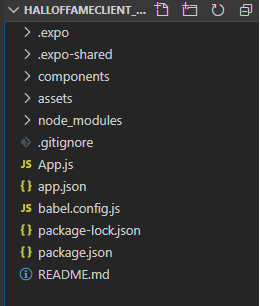 HALLOFFAMECLIENT_...
.expo
.expo-shared
components
assets
node_modules
.gitignore
JS App.js
{ } app.json
JS babel.config.js
{ } package-lock.json
{ } package.json
README.md